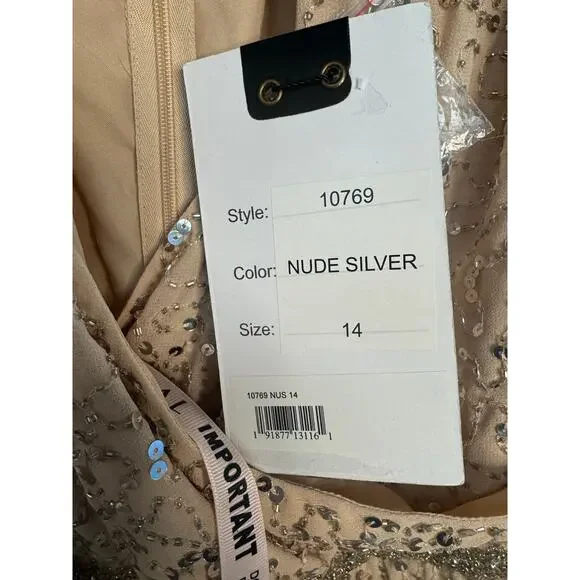 Style: 10769
Color: NUDE SILVER
Size: 14
10769 NUS 14
1 91877 13116 1
IMPORTANT